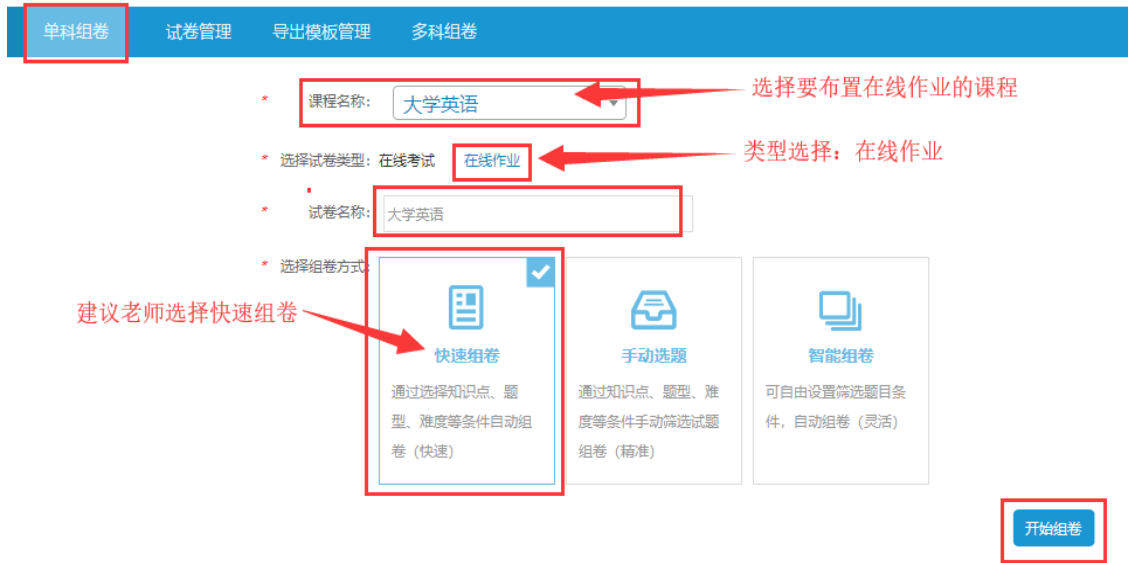 单科组卷 试卷管理 导出模板管理 多科组卷
* 课程名称: 大学英语 选择要布置在线作业的课程
* 选择试卷类型: 在线考试 在线作业 类型选择：在线作业
* 试卷名称: 大学英语
* 选择组卷方式:
建议老师选择快速组卷
快速组卷
通过选择知识点、题
型、难度等条件自动组
卷（快速）
手动选题
通过知识点、题型、难
度等条件手动筛选试题
组卷（精准）
智能组卷
可自由设置筛选题目条
件，自动组卷（灵活）
开始组卷